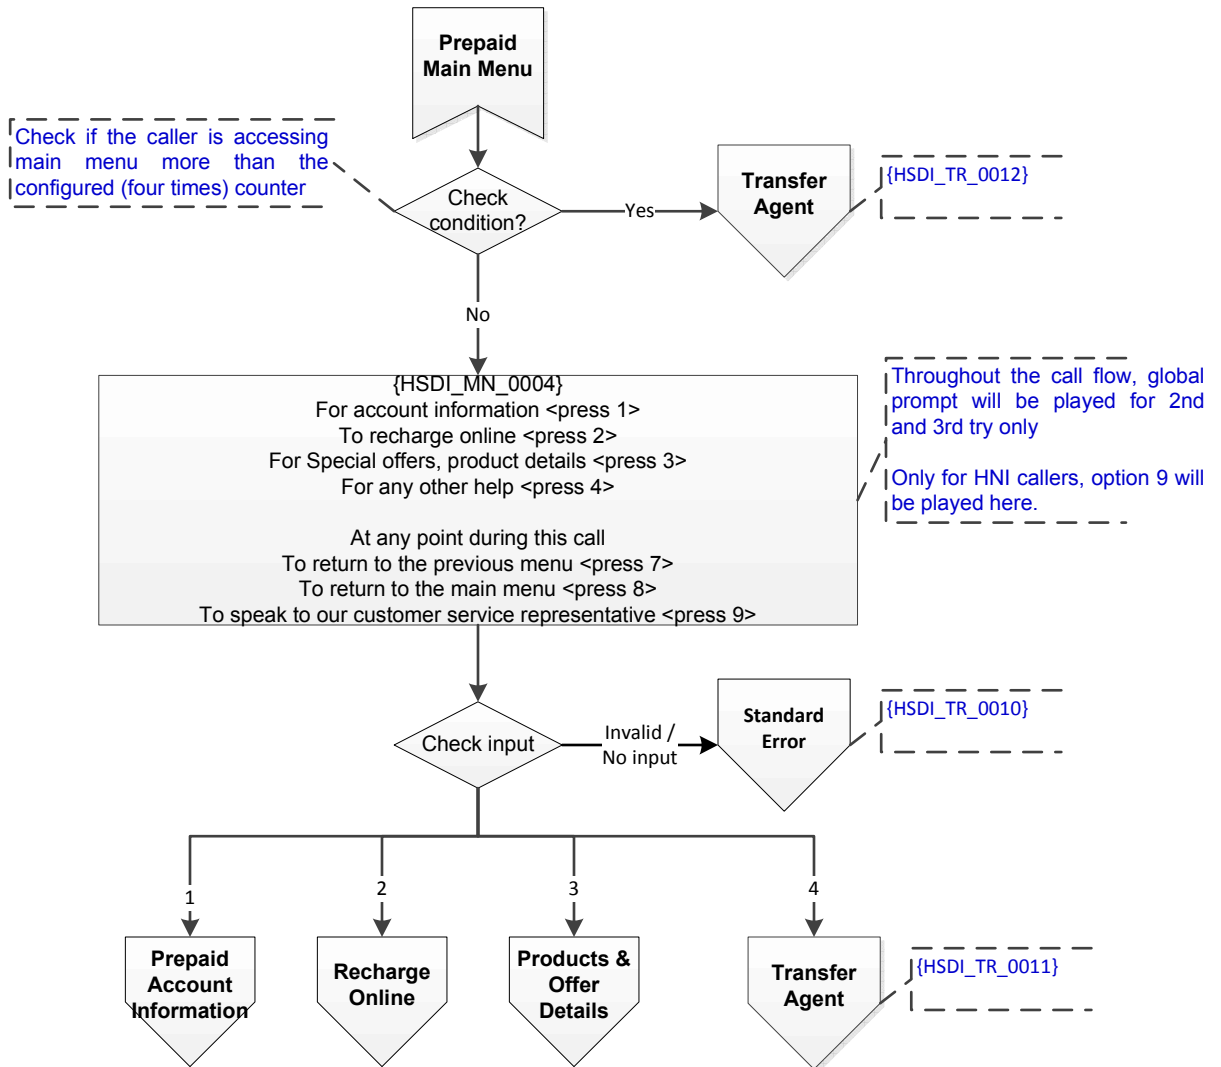 Prepaid
Main Menu
Check if the caller is accessing
main menu more than the
configured (four times) counter
Check
condition?
Yes
Transfer
Agent
{HSDI_TR_0012}
No
{HSDI_MN_0004}
For account information <press 1>
To recharge online <press 2>
For Special offers, product details <press 3>
For any other help <press 4>
At any point during this call
To return to the previous menu <press 7>
To return to the main menu <press 8>
To speak to our customer service representative <press 9>
Throughout the call flow, global
prompt will be played for 2nd
and 3rd try only
Only for HNI callers, option 9 will
be played here.
Check input
Invalid /
No input
Standard
Error
{HSDI_TR_0010}
1
2
3
4
Prepaid
Account
Information
Recharge
Online
Products &
Offer
Details
Transfer
Agent
{HSDI_TR_0011}